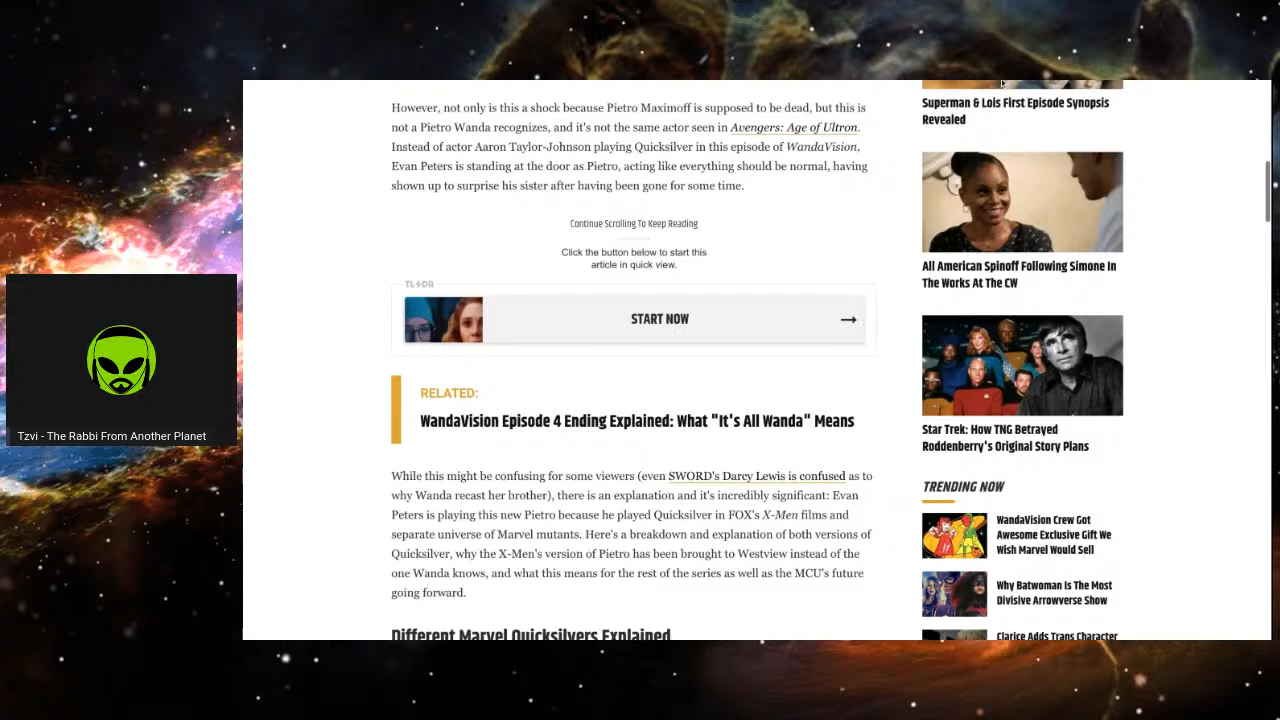 However, not only is this a shock because Pietro Maximoff is supposed to be dead, but this is
not a Pietro Wanda recognizes, and it's not the same actor seen in Avengers: Age of Ultron.
Instead of actor Aaron Taylor-Johnson playing Quicksilver in this episode of WandaVision,
Evan Peters is standing at the door as Pietro, acting like everything should be normal, having
shown up to surprise his sister after having been gone for some time.
Continue Scrolling To Keep Reading
Click the button below to start this
article in quick view.
TL;DR
START NOW
RELATED:
WandaVision Episode 4 Ending Explained: What "It's All Wanda" Means
While this might be confusing for some viewers (even SWORD's Darcy Lewis is confused as to
why Wanda recast her brother), there is an explanation and it's incredibly significant: Evan
Peters is playing this new Pietro because he played Quicksilver in FOX's X-Men films and
separate universe of Marvel mutants. Here's a breakdown and explanation of both versions of
Quicksilver, why the X-Men's version of Pietro has been brought to Westview instead of the
one Wanda knows, and what this means for the rest of the series as well as the MCU's future
going forward.
Different Marvel Quicksilvers Explained
Superman & Lois First Episode Synopsis
Revealed
All American Spinoff Following Simone In
The Works At The CW
Star Trek: How TNG Betrayed
Roddenberry's Original Story Plans
TRENDING NOW
WandaVision Crew Got
Awesome Exclusive Gift We
Wish Marvel Would Sell
Why Batwoman Is The Most
Divisive Arrowverse Show
Clarice Adds Trans Character
Tzvi - The Rabbi From Another Planet